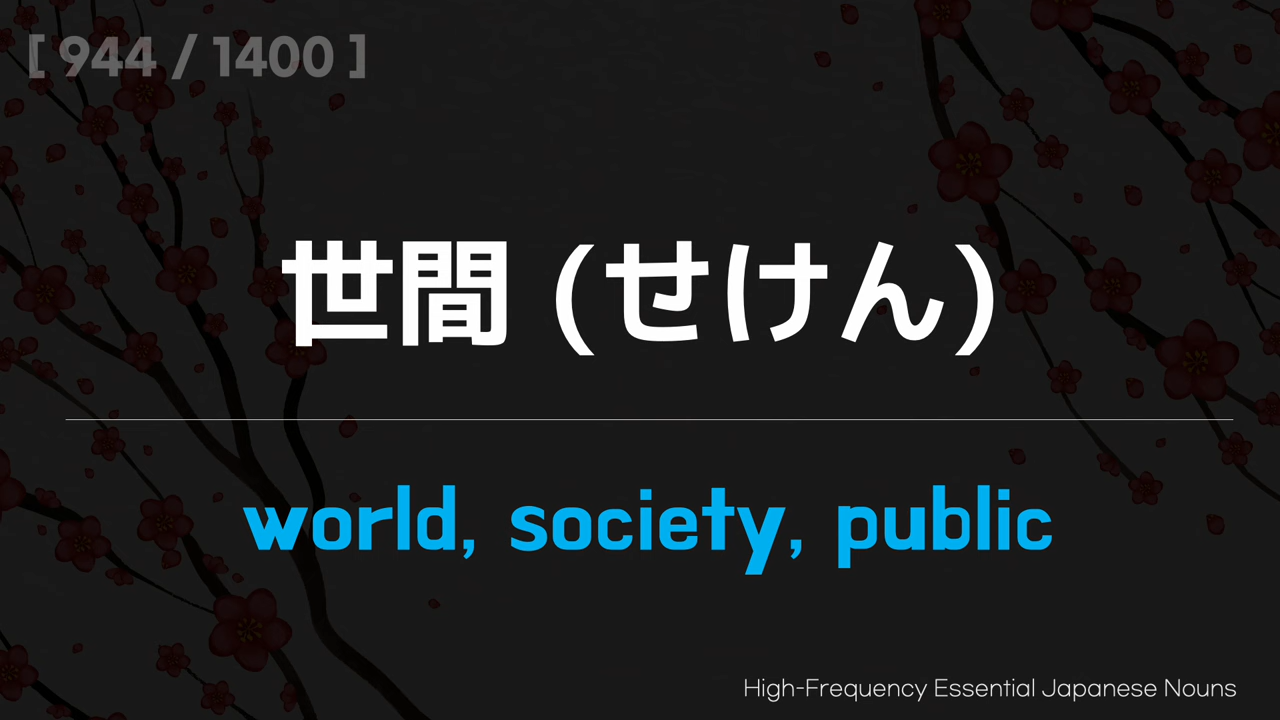 [ 944 / 1400 ]
世間 (せけん)
world, society, public
High-Frequency Essential Japanese Nouns